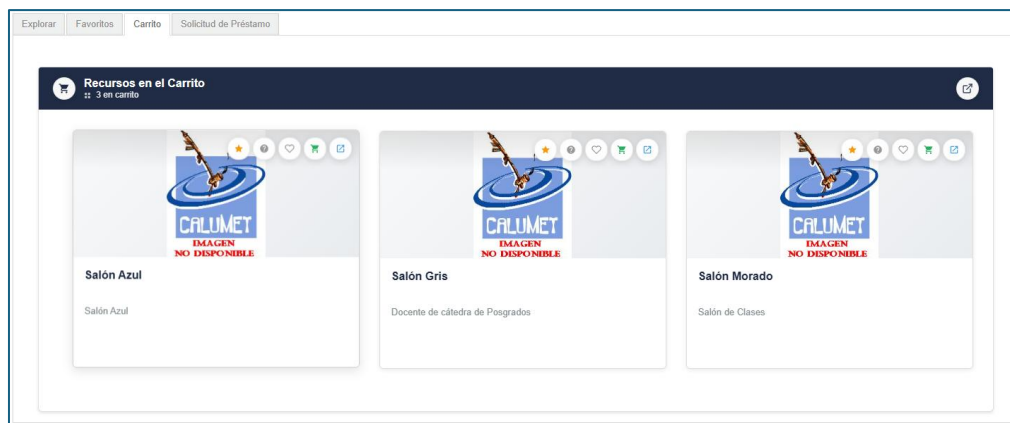 Explorar Favoritos Carrito Solicitud de Préstamo
Recursos en el Carrito
3 en carrito
CALUMET
IMAGEN
NO DISPONIBLE
Salón Azul
Salón Azul
CALUMET
IMAGEN
NO DISPONIBLE
Salón Gris
Docente de cátedra de Posgrados
CALUMET
IMAGEN
NO DISPONIBLE
Salón Morado
Salón de Clases